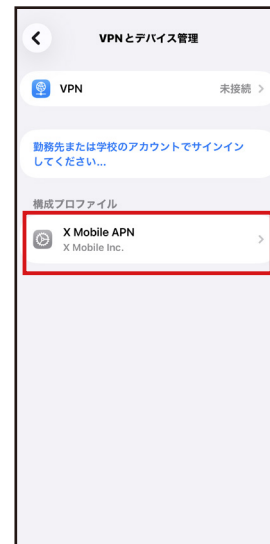 VPNとデバイス管理
VPN
未接続
勤務先または学校のアカウントでサインイン
してください...
構成プロファイル
X Mobile APN
X Mobile Inc.